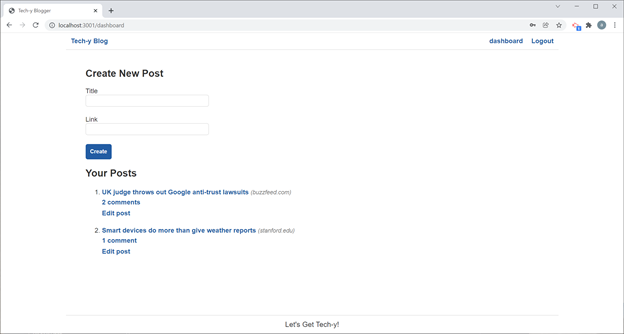 Tech-y Blogger
localhost:3001/dashboard
Tech-y Blog dashboard Logout
Create New Post
Title
Link
Create
Your Posts
1. UK judge throws out Google anti-trust lawsuits (buzzfeed.com)
2 comments
Edit post
2. Smart devices do more than give weather reports (stanford.edu)
1 comment
Edit post
Let's Get Tech-y!